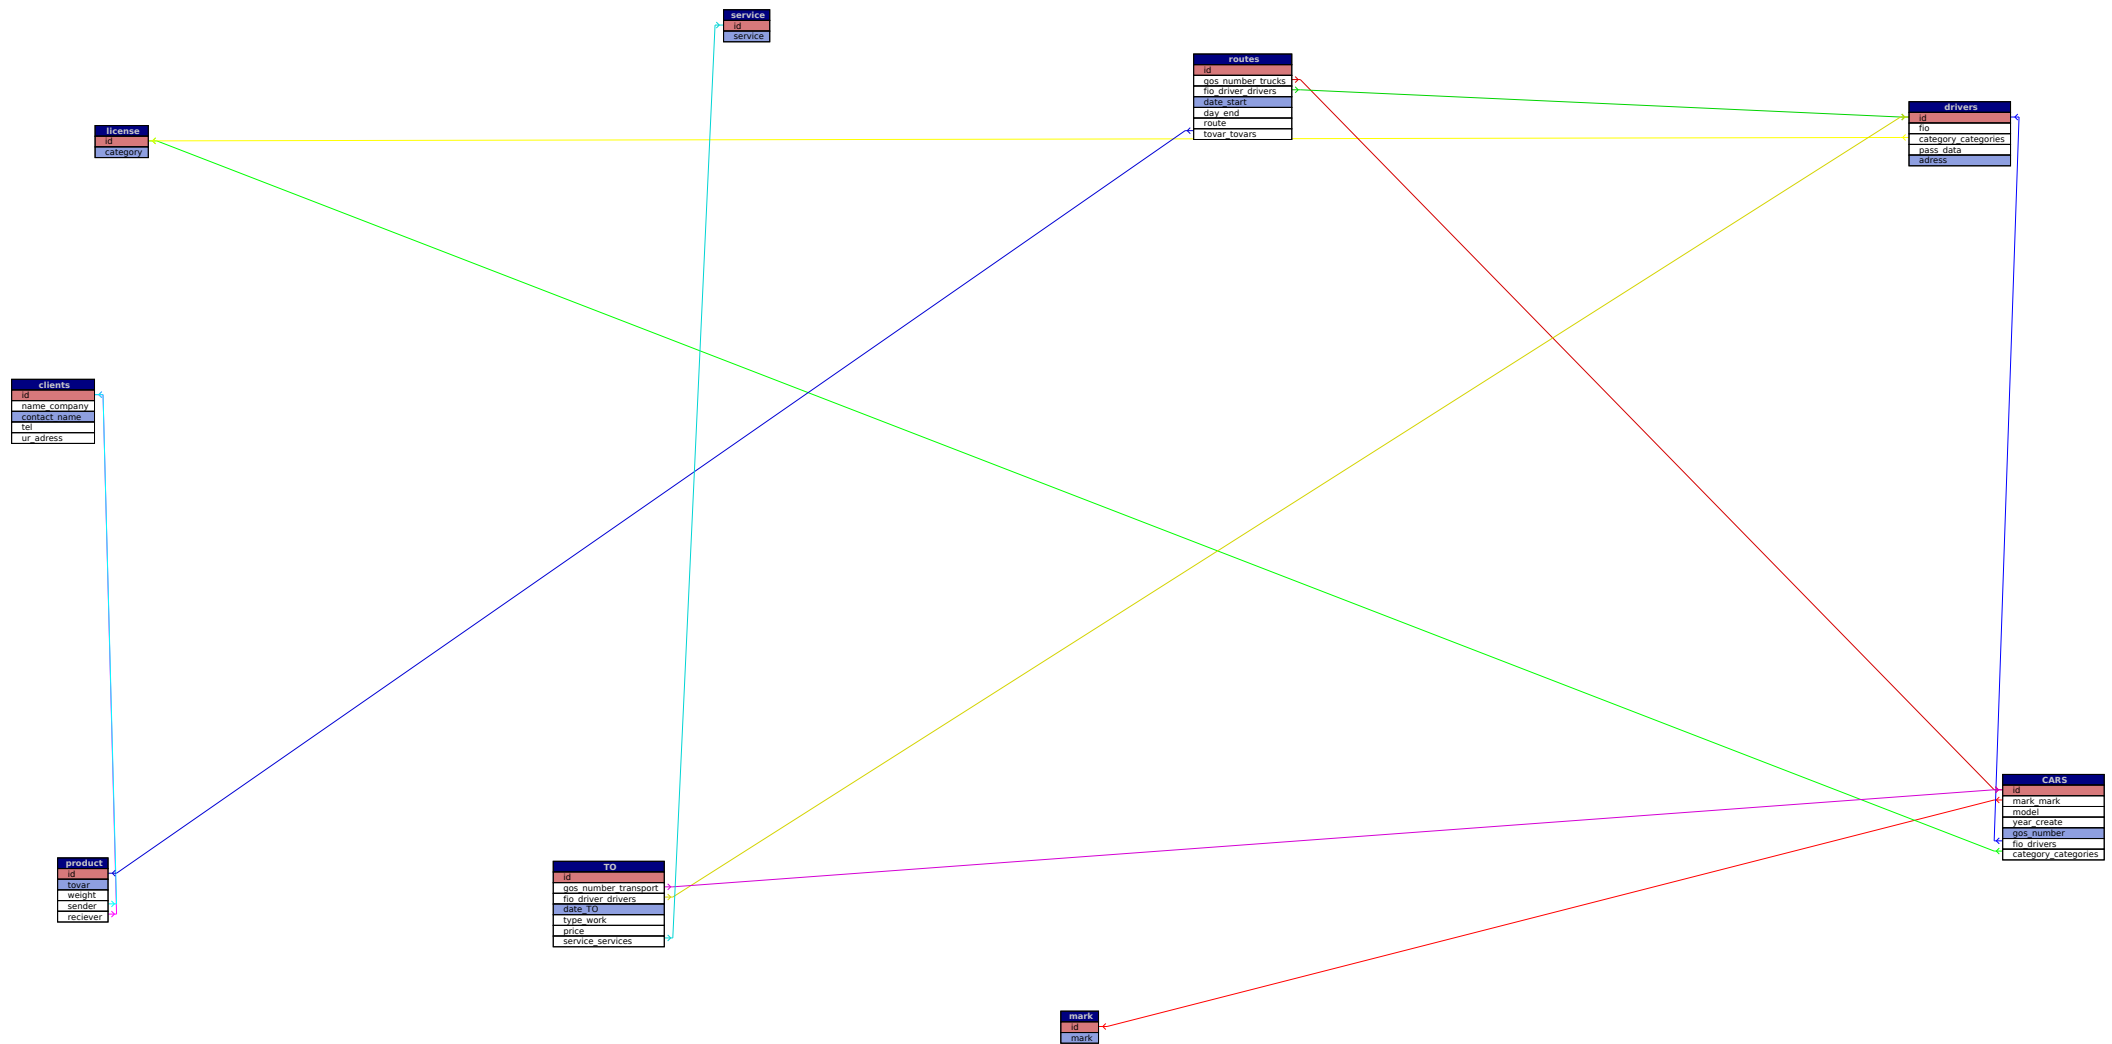 service
id
service
routes
id
gos_number_trucks
fio_driver_drivers
date_start
day_end
route
tovar_tovars
drivers
id
fio
category_categories
pass_data
adress
license
id
category
clients
id
name_company
contact_name
tel
ur_adress
CARS
id
mark_mark
model
year_create
gos_number
fio_drivers
category_categories
product
id
tovar
weight
sender
reciever
TO
id
gos_number_transport
fio_driver_drivers
date_TO
type_work
price
service_services
mark
id
mark